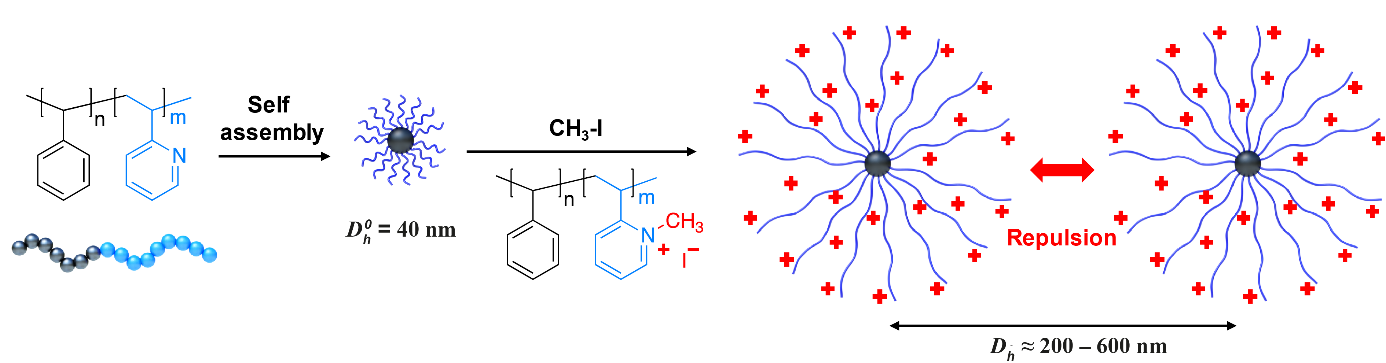 n
m
N
Self
assembly
D_h^0 = 40 nm
CH₃-I
n
m
N
CH₃
+
I⁻
Repulsion
D_h ≈ 200 – 600 nm